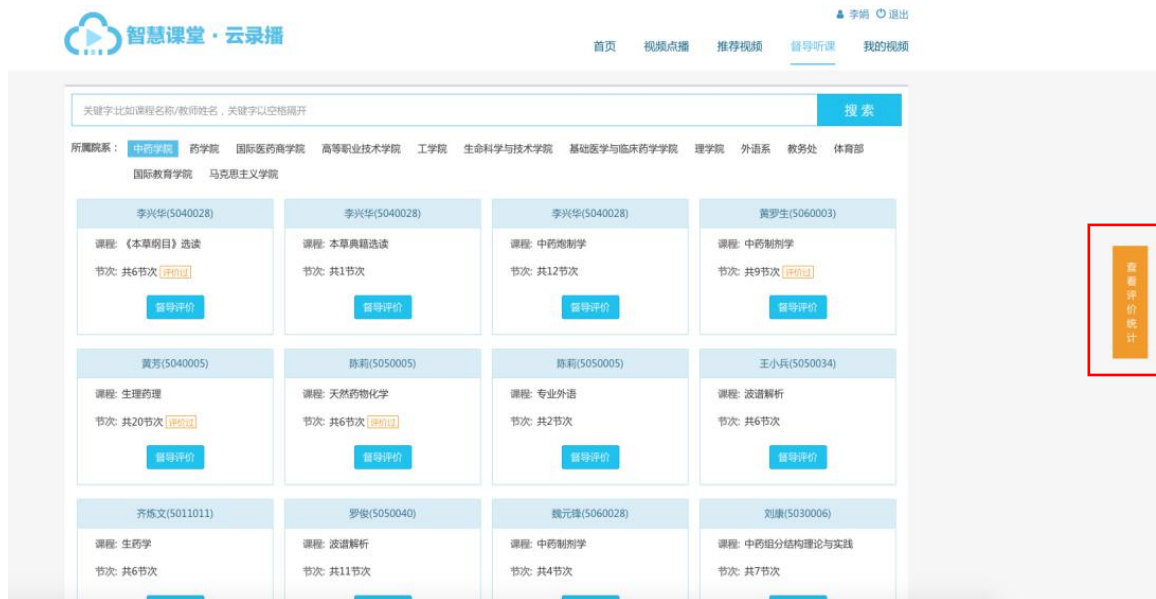 李娟 退出
智慧课堂·云录播
首页 视频点播 推荐视频 督导听课 我的视频
关键字:比如课程名称/教师姓名，关键字以空格隔开 搜索
所属院系： 中药学院 药学院 国际医药商学院 高等职业技术学院 工学院 生命科学与技术学院 基础医学与临床药学学院 理学院 外语系 教务处 体育部
国际教育学院 马克思主义学院
李兴华(5040028) 李兴华(5040028) 李兴华(5040028) 黄罗生(5060003)
课程: 《本草纲目》选读 课程: 本草典籍选读 课程: 中药炮制学 课程: 中药制剂学
节次: 共6节次 评价过 节次: 共1节次 节次: 共12节次 节次: 共9节次 评价过
督导评价 督导评价 督导评价 督导评价
查看评价统计
黄芳(5040005) 陈莉(5050005) 陈莉(5050005) 王小兵(5050034)
课程: 生理药理 课程: 天然药物化学 课程: 专业外语 课程: 波谱解析
节次: 共20节次 评价过 节次: 共6节次 评价过 节次: 共2节次 节次: 共6节次
督导评价 督导评价 督导评价 督导评价
齐炼文(5011011) 罗俊(5050040) 魏元锋(5060028) 刘康(5030006)
课程: 生药学 课程: 波谱解析 课程: 中药制剂学 课程: 中药组分结构理论与实践
节次: 共6节次 节次: 共11节次 节次: 共4节次 节次: 共7节次